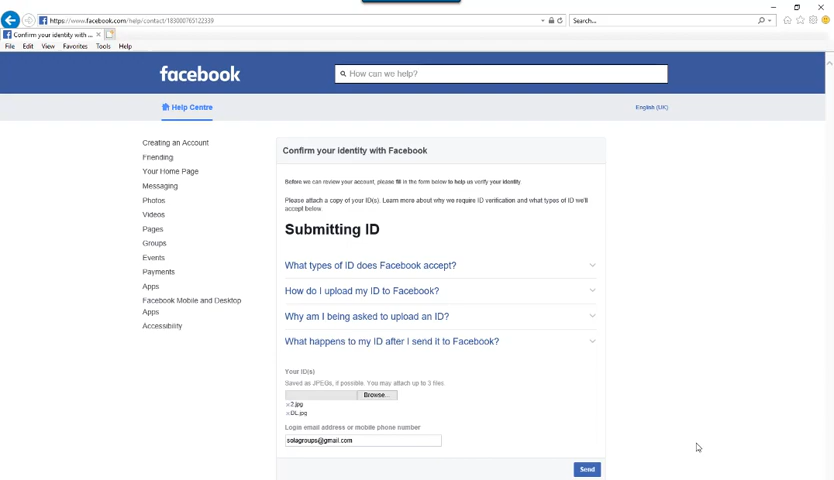 https://www.facebook.com/help/contact/183000765122339
Search...
Confirm your identity with ...
File Edit View Favorites Tools Help
facebook
How can we help?
Help Centre
English (UK)
Creating an Account
Friending
Your Home Page
Messaging
Photos
Videos
Pages
Groups
Events
Payments
Apps
Facebook Mobile and Desktop
Apps
Accessibility
Confirm your identity with Facebook
Before we can review your account, please fill in the form below to help us verify your identity.
Please attach a copy of your ID(s). Learn more about why we require ID verification and what types of ID we'll
accept below.
Submitting ID
What types of ID does Facebook accept?
How do I upload my ID to Facebook?
Why am I being asked to upload an ID?
What happens to my ID after I send it to Facebook?
Your ID(s)
Saved as JPEGs, if possible. You may attach up to 3 files.
Browse...
2.jpg
DL.jpg
Login email address or mobile phone number
solagroups@gmail.com
Send